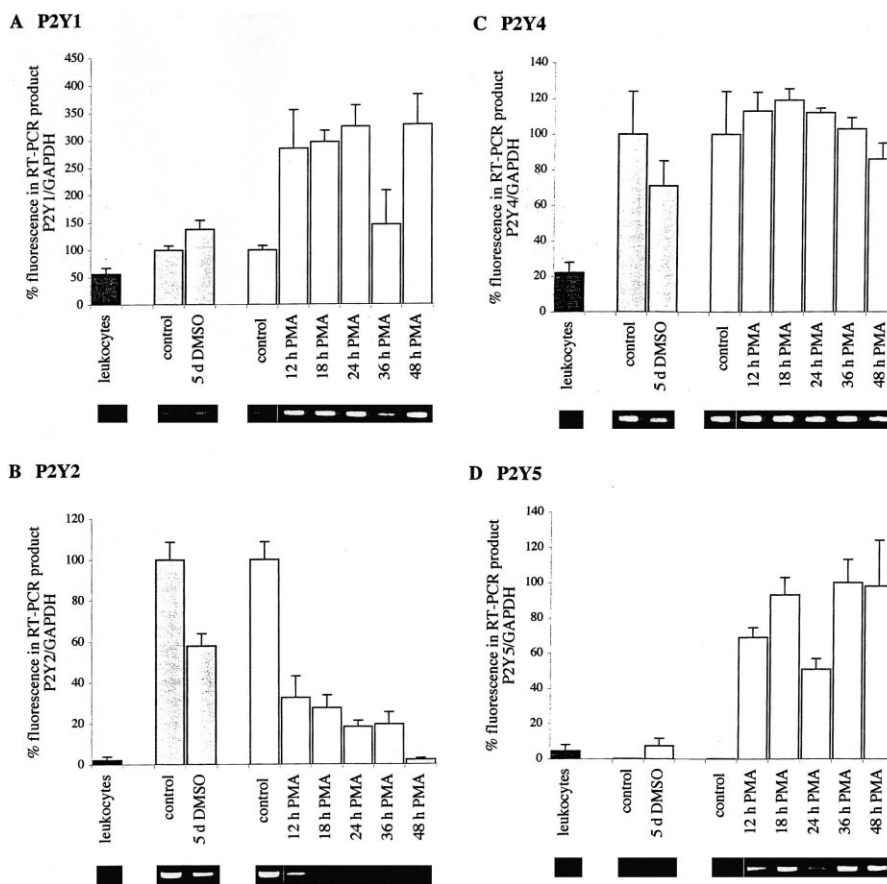 A P2Y1
% fluorescence in RT-PCR product
P2Y1/GAPDH
450
400
350
300
250
200
150
100
50
0
leukocytes
control
5 d DMSO
control
12 h PMA
18 h PMA
24 h PMA
36 h PMA
48 h PMA
C P2Y4
% fluorescence in RT-PCR product
P2Y4/GAPDH
140
120
100
80
60
40
20
0
leukocytes
control
5 d DMSO
control
12 h PMA
18 h PMA
24 h PMA
36 h PMA
48 h PMA
B P2Y2
% fluorescence in RT-PCR product
P2Y2/GAPDH
120
100
80
60
40
20
0
leukocytes
control
5 d DMSO
control
12 h PMA
18 h PMA
24 h PMA
36 h PMA
48 h PMA
D P2Y5
% fluorescence in RT-PCR product
P2Y5/GAPDH
140
120
100
80
60
40
20
0
leukocytes
control
5 d DMSO
control
12 h PMA
18 h PMA
24 h PMA
36 h PMA
48 h PMA